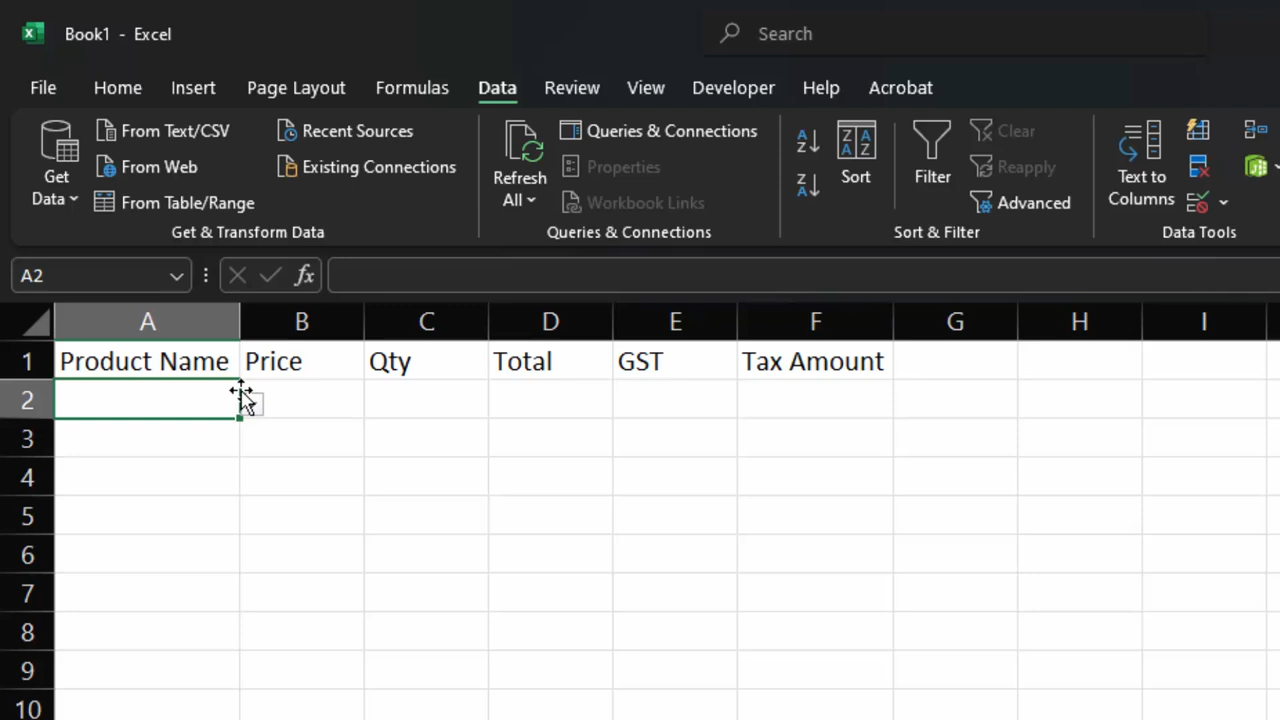 Book1 - Excel
Search
File Home Insert Page Layout Formulas Data Review View Developer Help Acrobat
Get Data
From Text/CSV
From Web
From Table/Range
Recent Sources
Existing Connections
Get & Transform Data
Refresh All
Queries & Connections
Properties
Workbook Links
Queries & Connections
Sort
Filter
Clear
Reapply
Advanced
Sort & Filter
Text to Columns
Data Tools
A2 fx
A B C D E F G H I
1 Product Name Price Qty Total GST Tax Amount
2
3
4
5
6
7
8
9
10